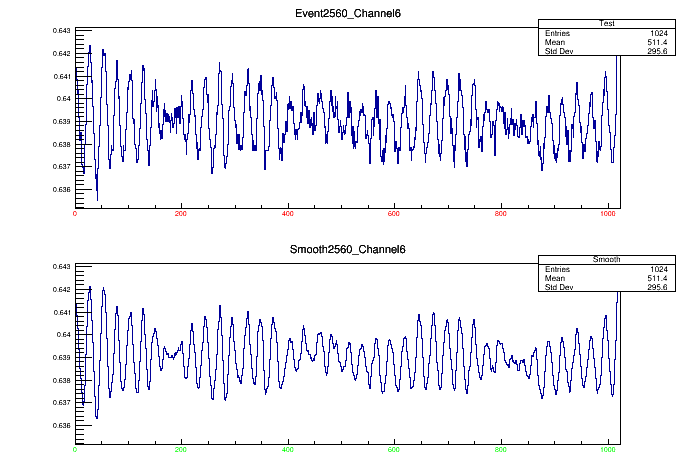 Event2560_Channel6
Test
Entries 1024
Mean 511.4
Std Dev 295.6
0.643
0.642
0.641
0.64
0.639
0.638
0.637
0.636
0 200 400 600 800 1000
Smooth2560_Channel6
Smooth
Entries 1024
Mean 511.4
Std Dev 295.6
0.643
0.642
0.641
0.64
0.639
0.638
0.637
0.636
0 200 400 600 800 1000